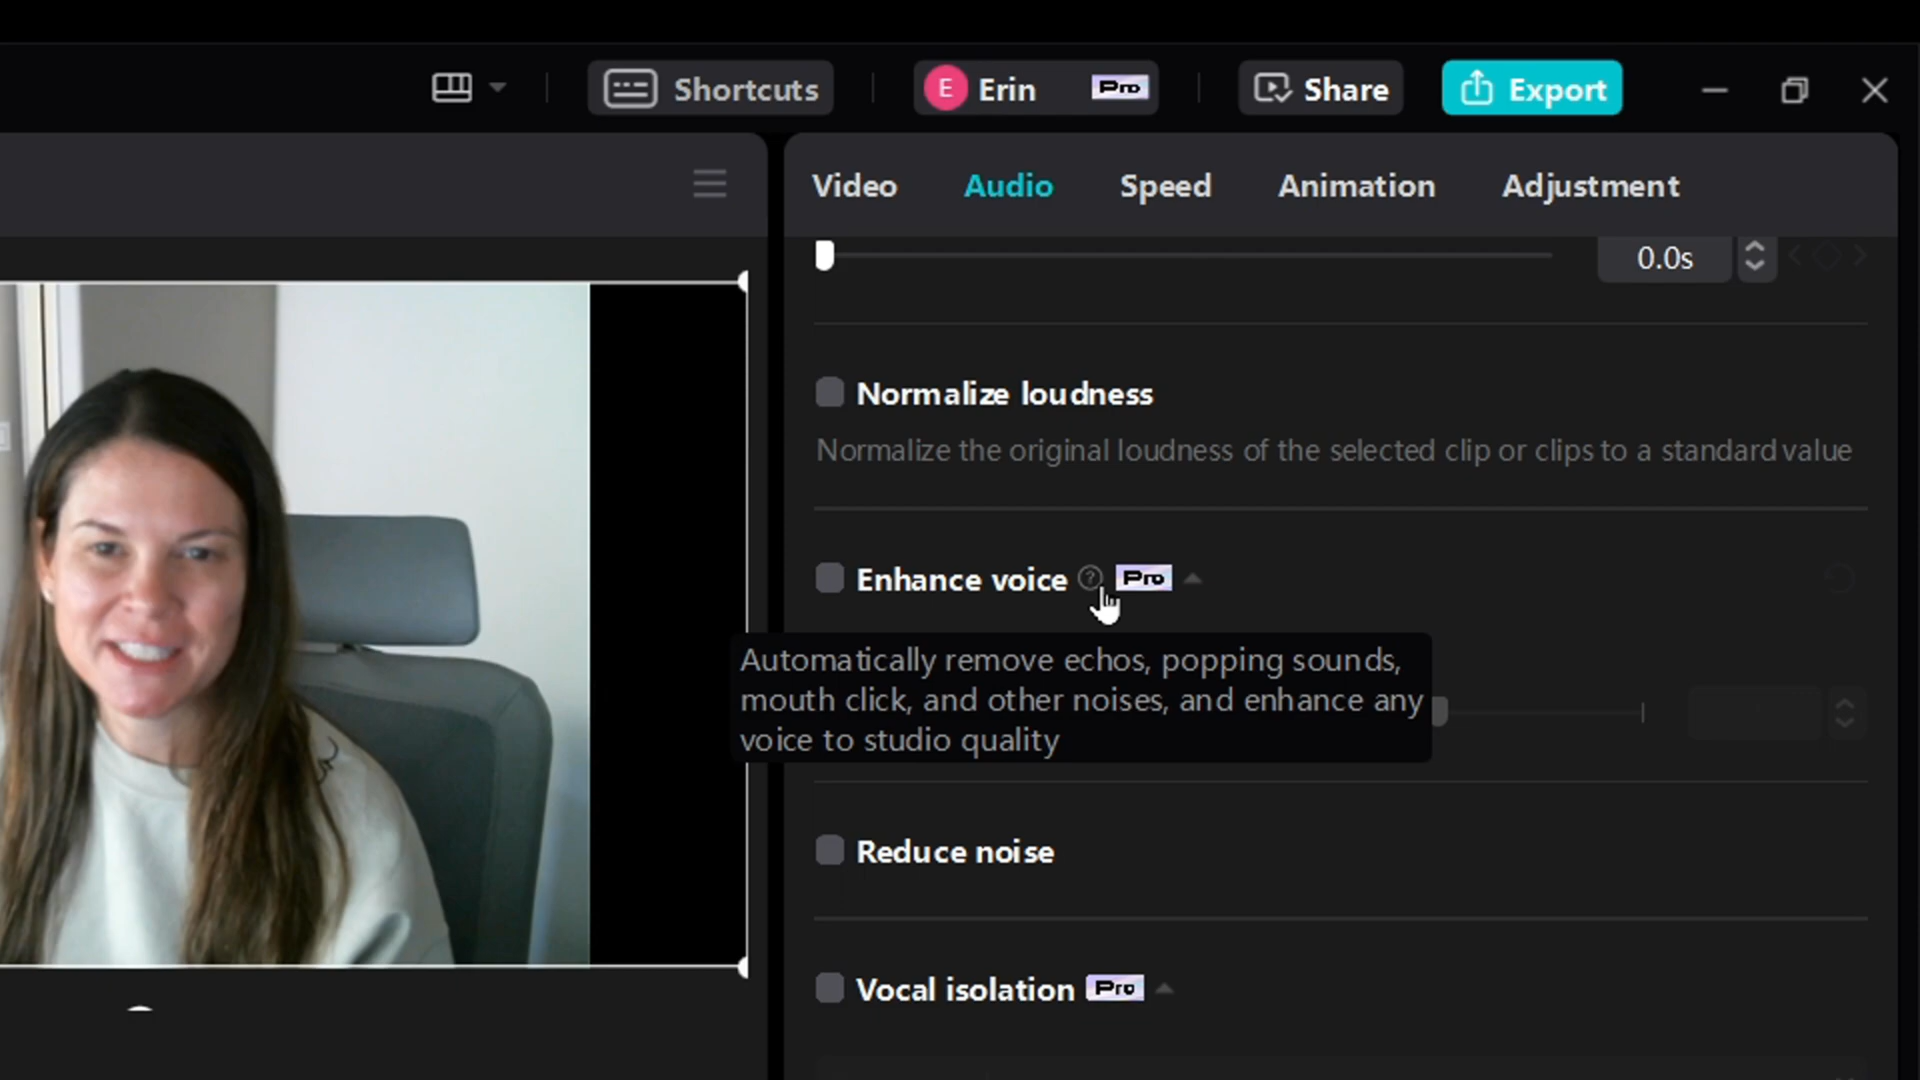 Shortcuts
E Erin Pro
Share
Export
Video Audio Speed Animation Adjustment
0.0s
Normalize loudness
Normalize the original loudness of the selected clip or clips to a standard value
Enhance voice ? Pro
Automatically remove echos, popping sounds,
mouth click, and other noises, and enhance any
voice to studio quality
Reduce noise
Vocal isolation Pro